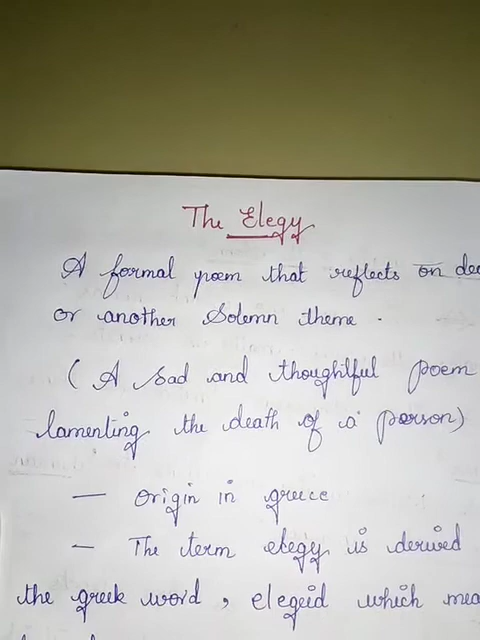 The Elegy
A formal poem that reflects on
or another Solemn theme.
( A sad and thoughtful poem
lamenting the death of a person)
— Origin in greece
— The term elegy is derived
the greek word, elegeid which